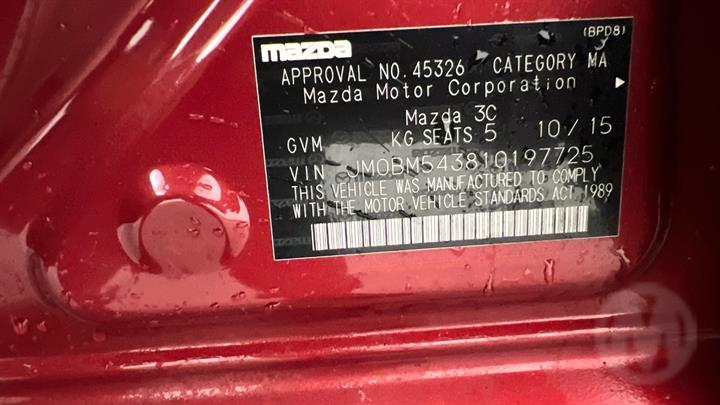 (BPD8)
mazda
APPROVAL NO. 45326 CATEGORY MA
Mazda Motor Corporation
Mazda 3C
GVM KG SEATS 5 10/15
VIN JM0BM543810197725
THIS VEHICLE WAS MANUFACTURED TO COMPLY
WITH THE MOTOR VEHICLE STANDARDS ACT 1989